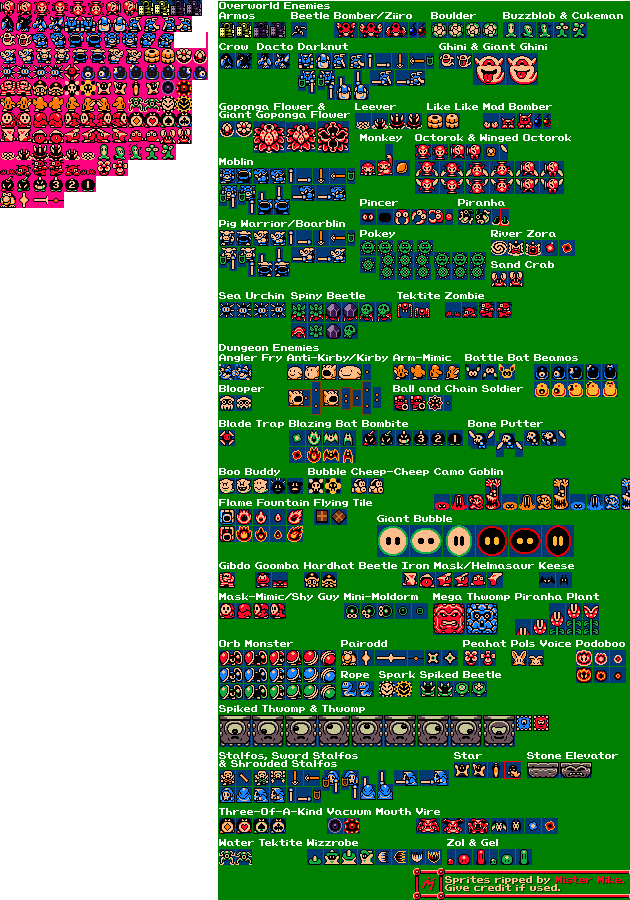 Overworld Enemies
Armos Beetle Bomber/Ziiro Boulder Buzzblob & Cukeman
Crow Dacto Darknut Ghini & Giant Ghini
Goponga Flower &
Giant Goponga Flower Leever Like Like Mad Bomber
Monkey Octorok & Winged Octorok
Moblin
Pincer Piranha
Pig Warrior/Boarblin
Pokey River Zora
Sand Crab
Sea Urchin Spiny Beetle Tektite Zombie
Dungeon Enemies
Angler Fry Anti-Kirby/Kirby Arm-Mimic Battle Bat Beamos
Blooper Ball and Chain Soldier
Blade Trap Blazing Bat Bombite Bone Putter
Boo Buddy Bubble Cheep-Cheep Camo Goblin
Flame Fountain Flying Tile
Giant Bubble
Gibdo Goomba Hardhat Beetle Iron Mask/Helmasaur Keese
Mask-Mimic/Shy Guy Mini-Moldorm Mega Thwomp Piranha Plant
Orb Monster Pairodd Peahat Pols Voice Podoboo
Rope Spark Spiked Beetle
Spiked Thwomp & Thwomp
Stalfos, Sword Stalfos
& Shrouded Stalfos Star Stone Elevator
Three-Of-A-Kind Vacuum Mouth Vire
Water Tektite Wizzrobe Zol & Gel
Sprites ripped by Mister Mike.
Give credit if used.